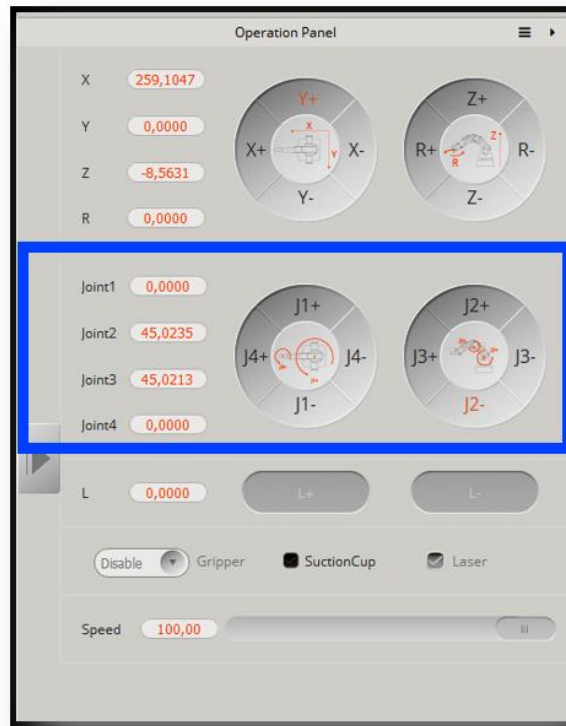 Operation Panel
X 259,1047
Y 0,0000
Z -8,5631
R 0,0000
Y+
X+ X-
Y-
X
Y
Z+
R+ R-
Z-
Z
R
Joint1 0,0000
Joint2 45,0235
Joint3 45,0213
Joint4 0,0000
J1+
J4+ J4-
J1-
J2+
J3+ J3-
J2-
L 0,0000 L+ L-
Disable Gripper SuctionCup Laser
Speed 100,00